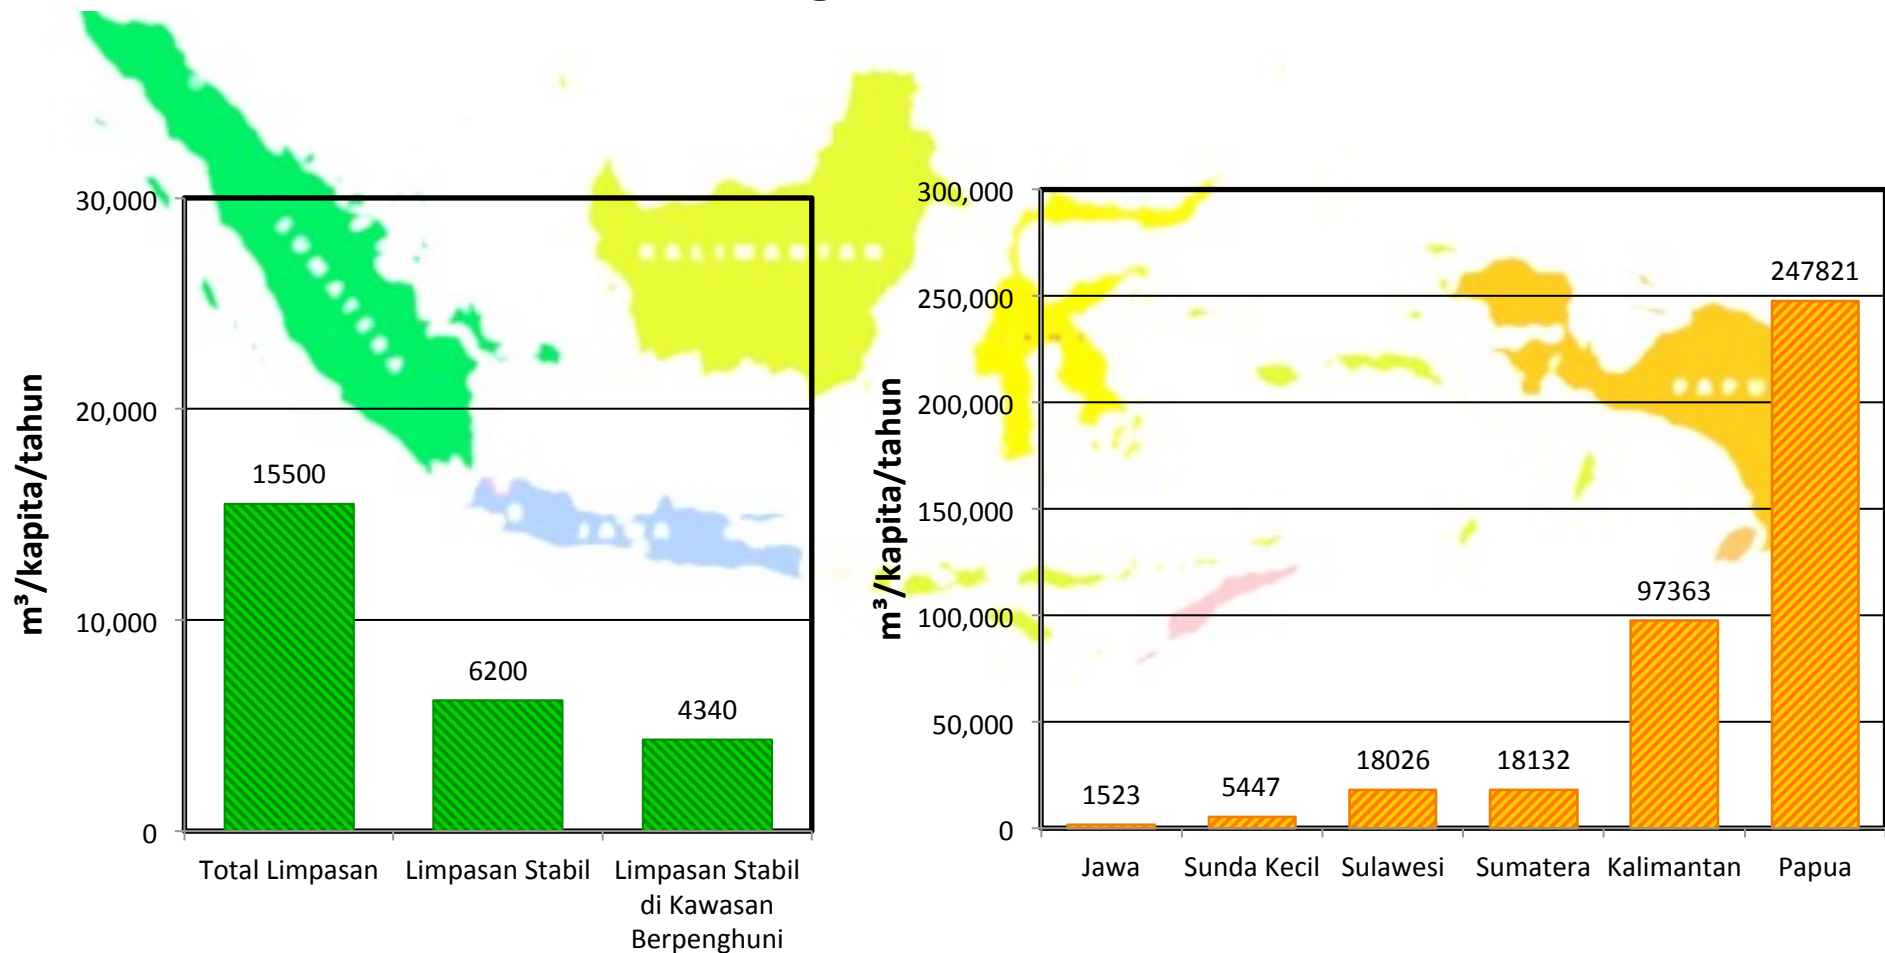 m³/kapita/tahun
30,000
20,000
10,000
0
15500
6200
4340
Total Limpasan
Limpasan Stabil
Limpasan Stabil
di Kawasan
Berpenghuni
m³/kapita/tahun
300,000
250,000
200,000
150,000
100,000
50,000
0
1523
5447
18026
18132
97363
247821
Jawa
Sunda Kecil
Sulawesi
Sumatera
Kalimantan
Papua